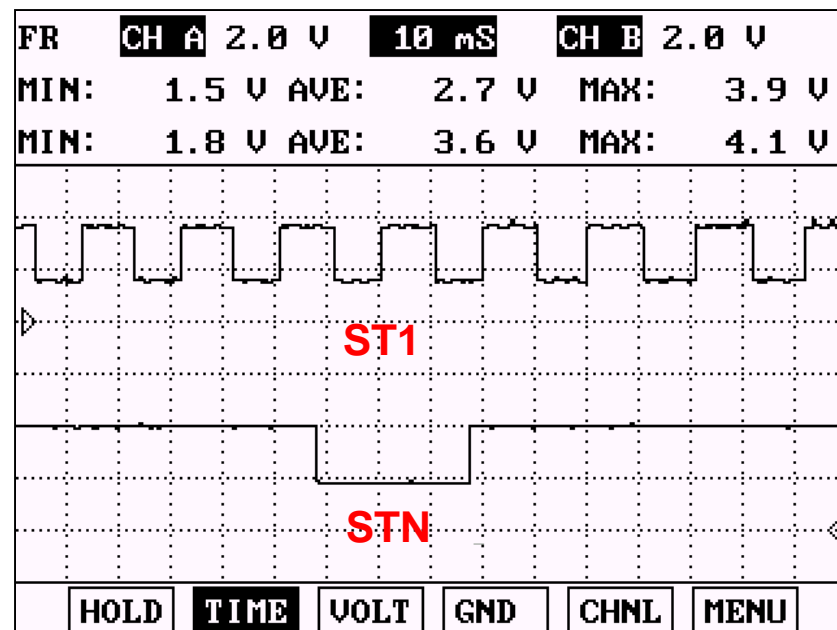 FR CH A 2.0 V 10 mS CH B 2.0 V
MIN: 1.5 V AVE: 2.7 V MAX: 3.9 V
MIN: 1.8 V AVE: 3.6 V MAX: 4.1 V
ST1
STN
HOLD TIME VOLT GND CHNL MENU